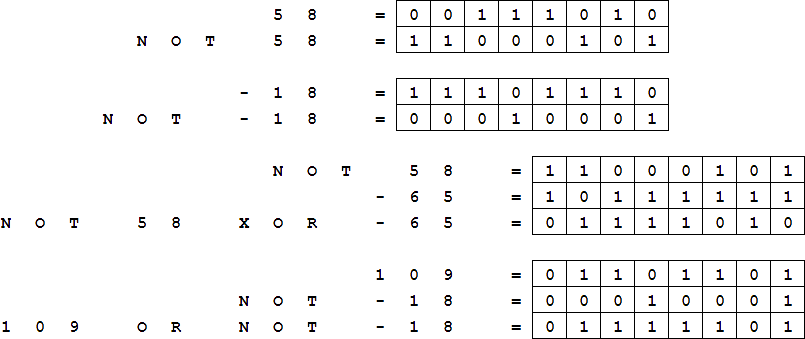 58 = 0 0 1 1 1 0 1 0
NOT 58 = 1 1 0 0 0 1 0 1
-18 = 1 1 1 0 1 1 1 0
NOT -18 = 0 0 0 1 0 0 0 1
NOT 58 = 1 1 0 0 0 1 0 1
-65 = 1 0 1 1 1 1 1 1
NOT 58 XOR -65 = 0 1 1 1 1 0 1 0
109 = 0 1 1 0 1 1 0 1
NOT -18 = 0 0 0 1 0 0 0 1
109 OR NOT -18 = 0 1 1 1 1 1 0 1